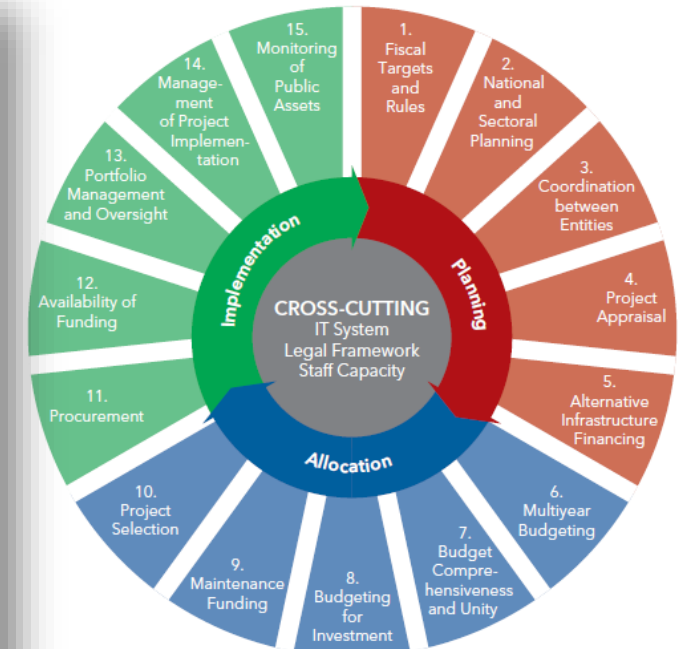 1.
Fiscal
Targets
and
Rules
2.
National
and
Sectoral
Planning
3.
Coordination
between
Entities
4.
Project
Appraisal
5.
Alternative
Infrastructure
Financing
6.
Multiyear
Budgeting
7.
Budget
Compre-
hensiveness
and Unity
8.
Budgeting
for
Investment
9.
Maintenance
Funding
10.
Project
Selection
11.
Procurement
12.
Availability of
Funding
13.
Portfolio
Management
and Oversight
14.
Manage-
ment
of Project
Implemen-
tation
15.
Monitoring
of
Public
Assets
Planning
Allocation
Implementation
CROSS-CUTTING
IT System
Legal Framework
Staff Capacity